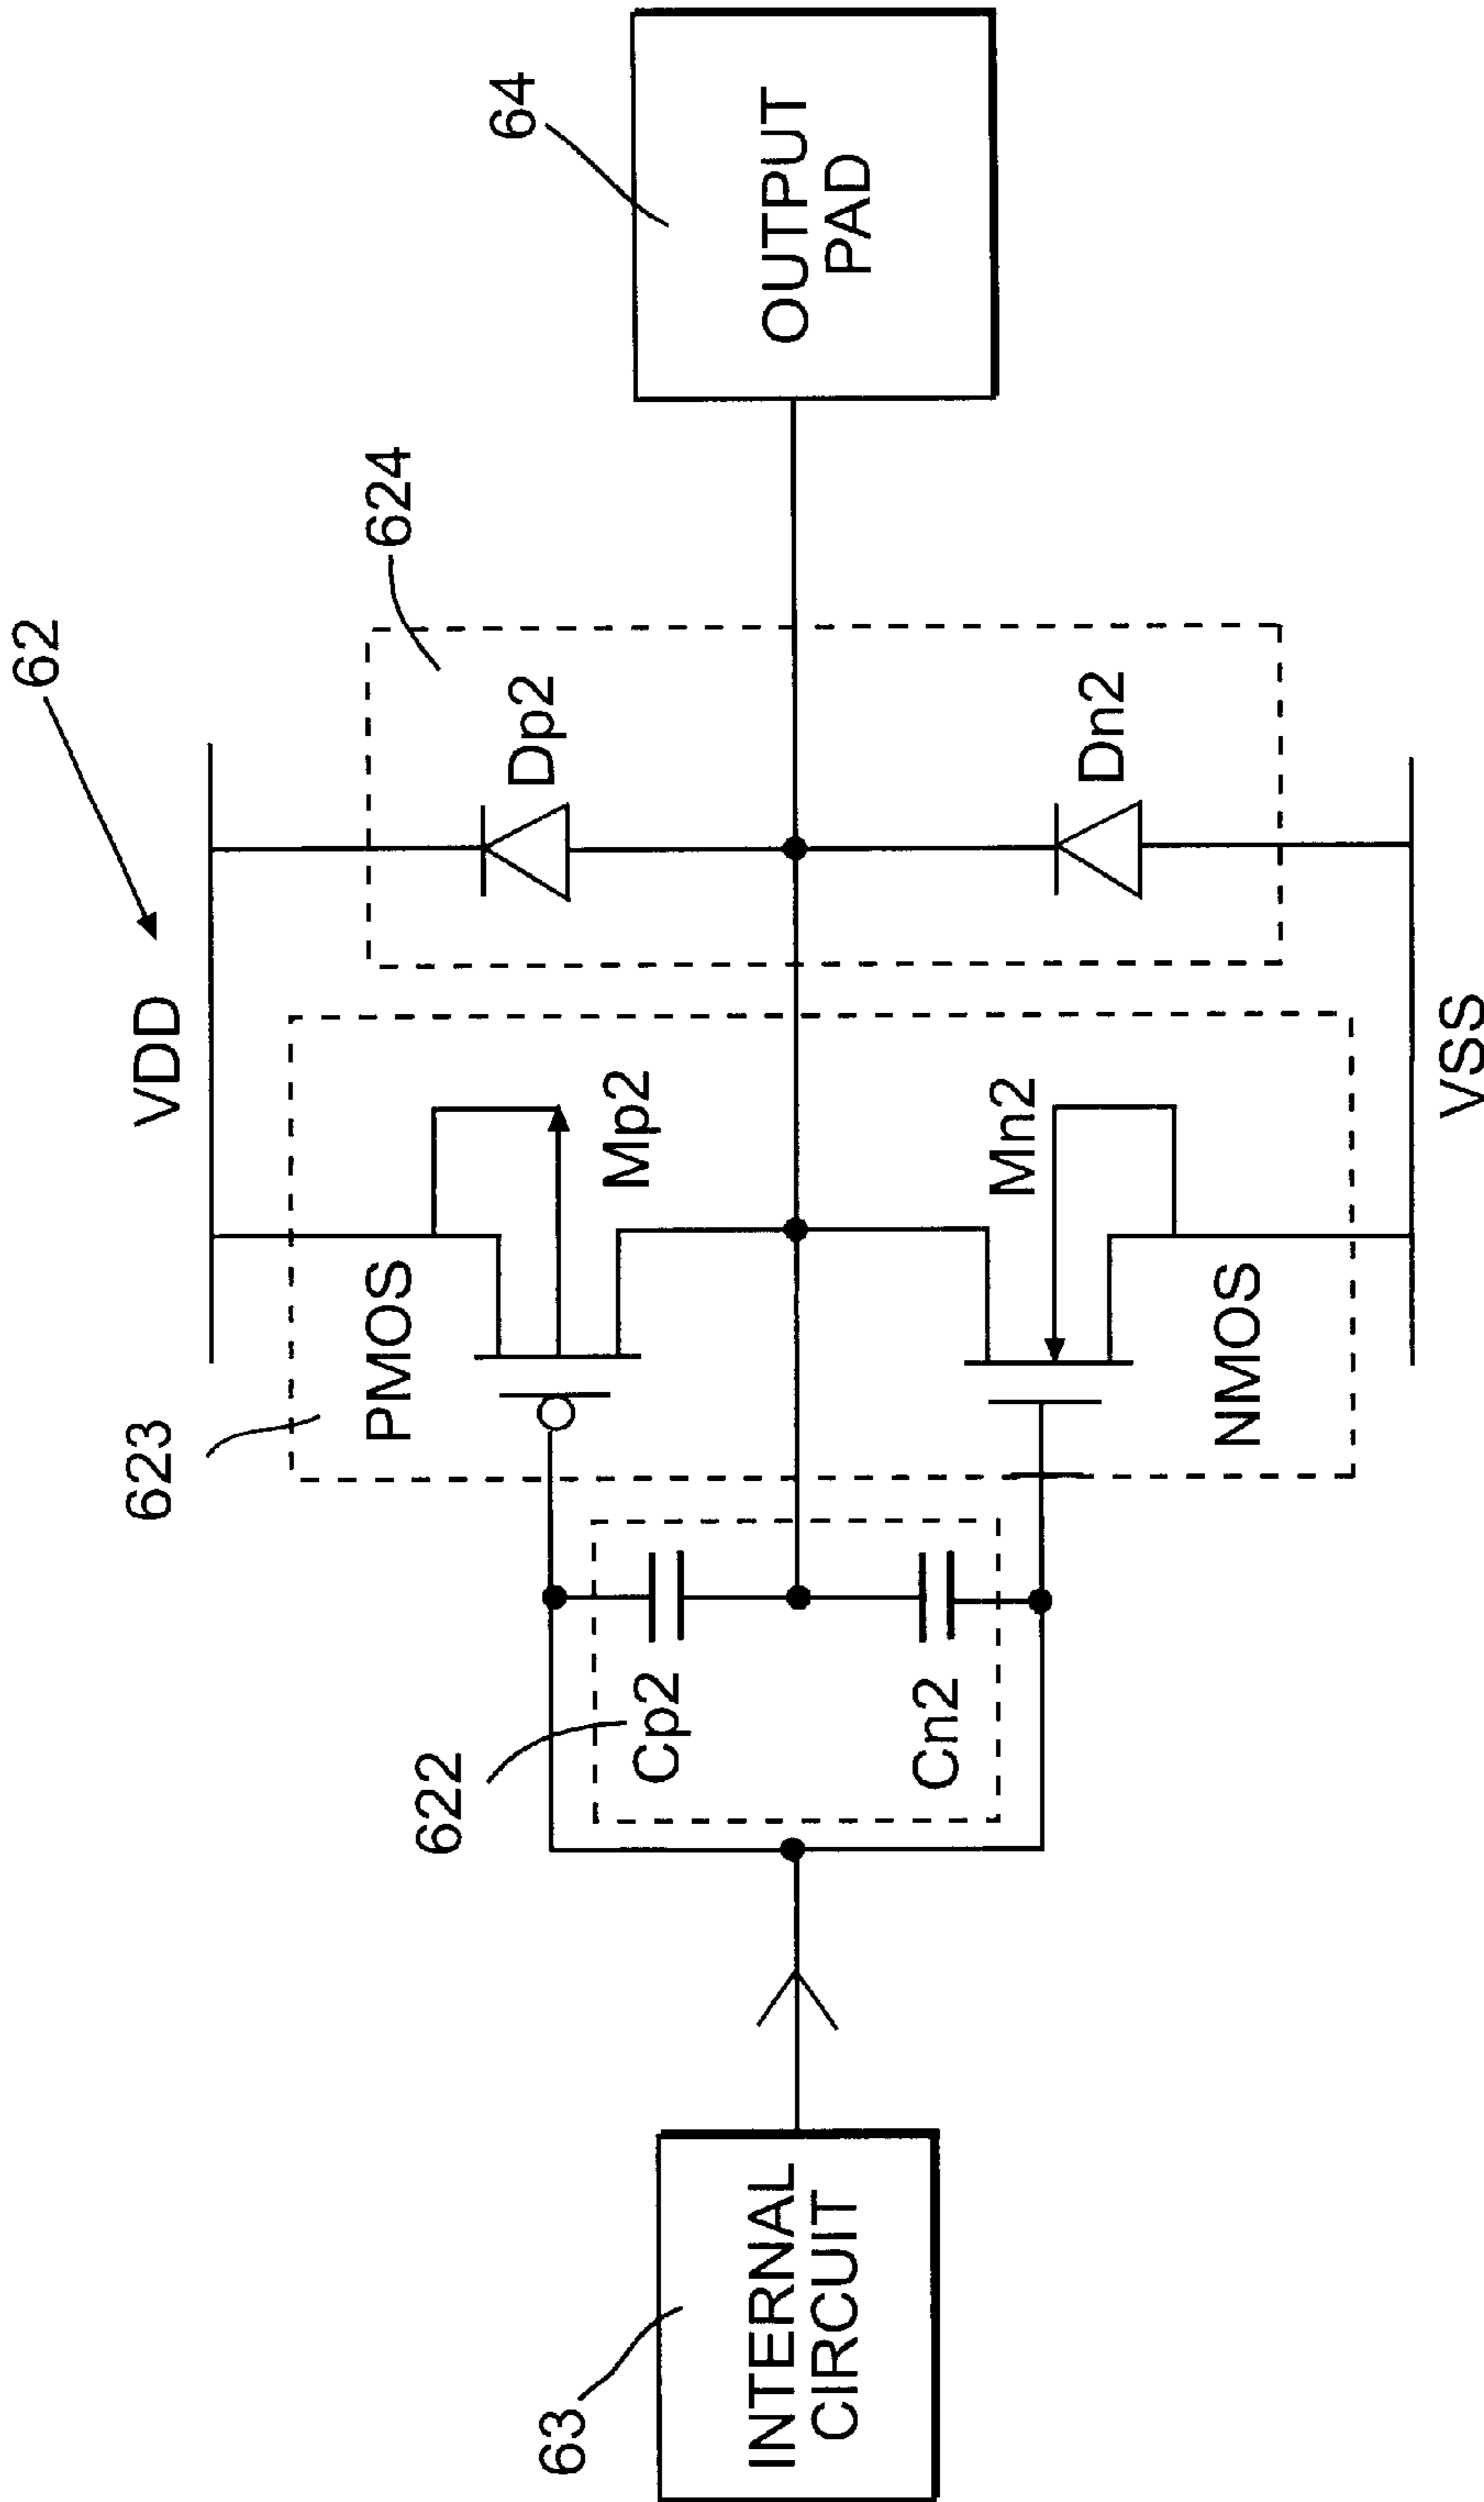 62
VDD
623
PMOS
Mp2
624
Dp2
64
OUTPUT
PAD
622
Cp2
Cn2
63
INTERNAL
CIRCUIT
Mn2
NMOS
Dn2
VSS